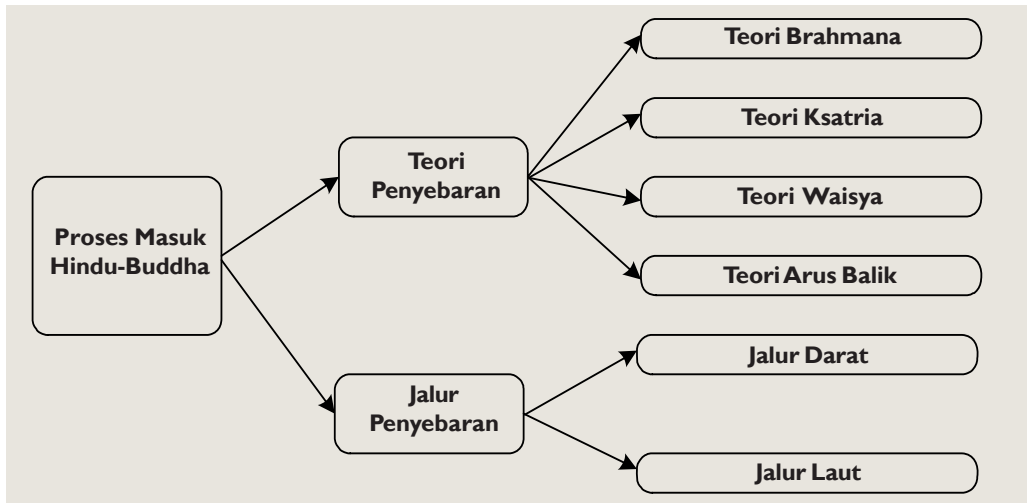 Proses Masuk
Hindu-Buddha
Teori
Penyebaran
Teori Brahmana
Teori Ksatria
Teori Waisya
Teori Arus Balik
Jalur
Penyebaran
Jalur Darat
Jalur Laut